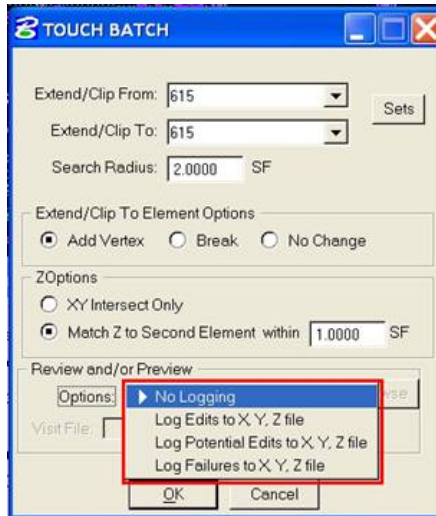 TOUCH BATCH
Extend/Clip From: 615
Sets
Extend/Clip To: 615
Search Radius: 2.0000 SF
Extend/Clip To Element Options
Add Vertex Break No Change
ZOptions
XY Intersect Only
Match Z to Second Element within 1.0000 SF
Review and/or Preview
Options: No Logging
Log Edits to X, Y, Z file
Visit File:
Log Potential Edits to X, Y, Z file
Log Failures to X, Y, Z file
OK Cancel